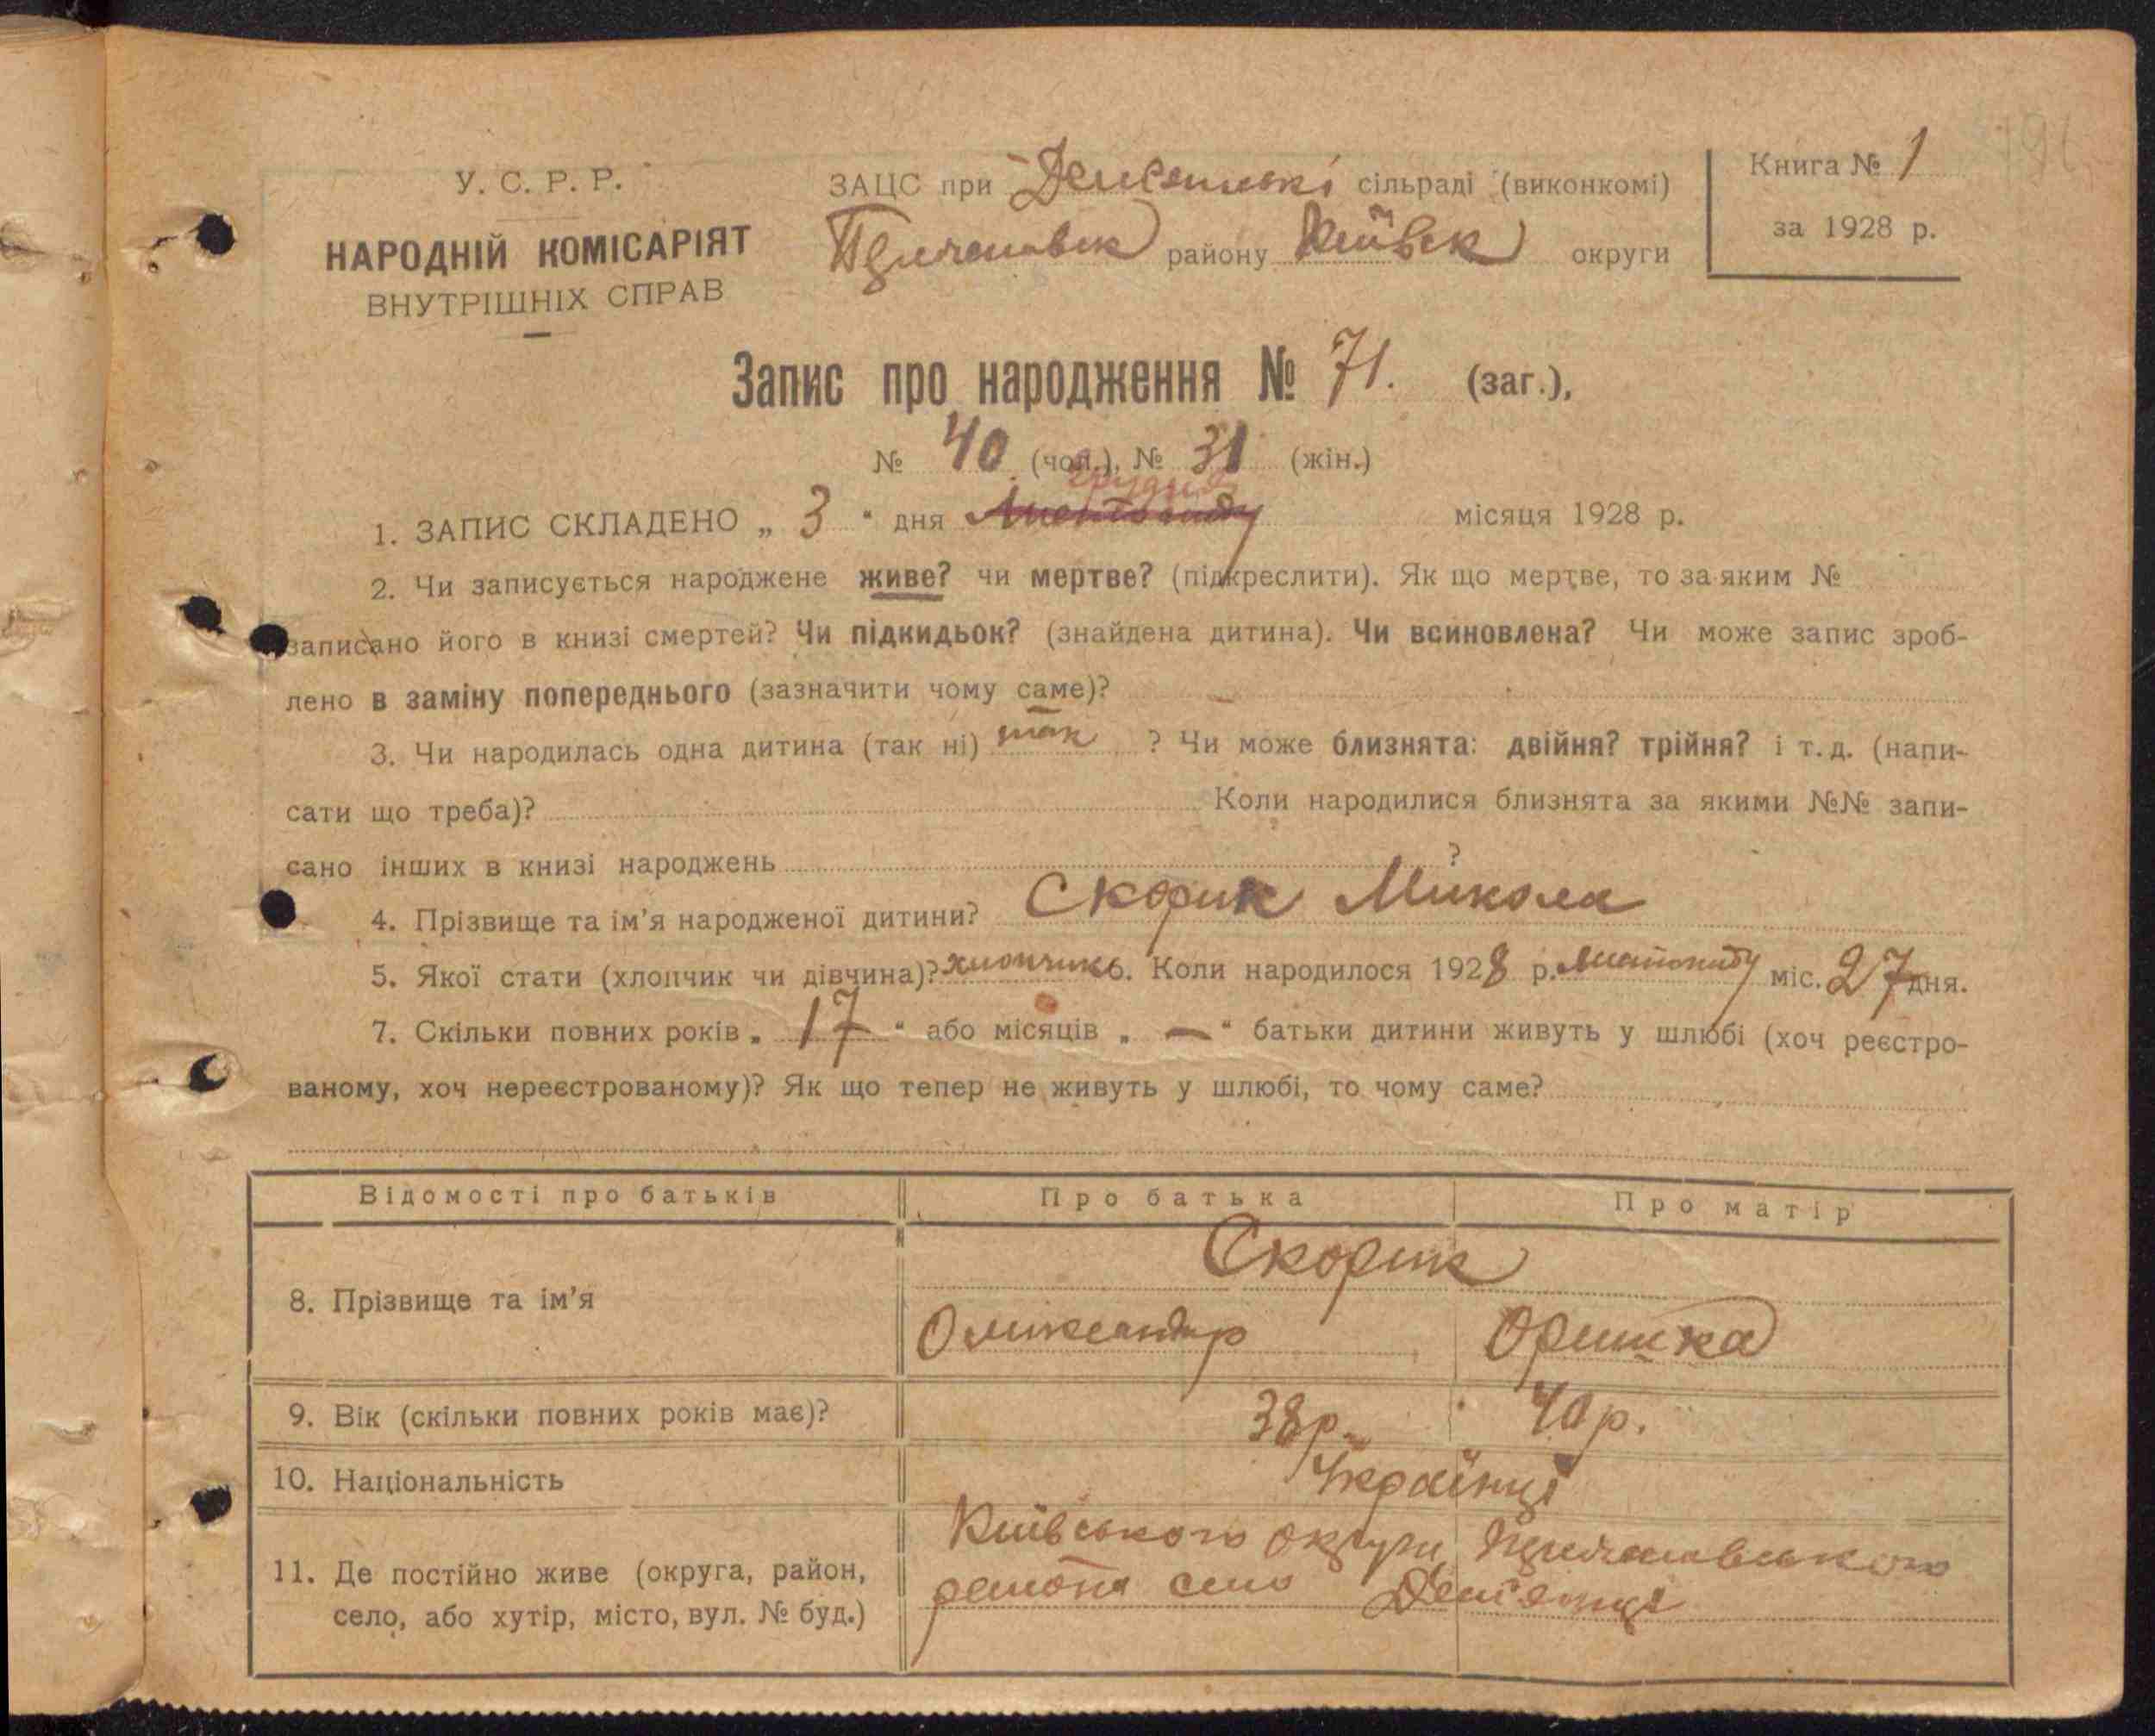 У. С. Р. Р.
НАРОДНІЙ КОМІСАРІЯТ
ВНУТРІШНІХ СПРАВ
ЗАЦС при сільраді (виконкомі)
району Київськ округи
Книга № 1
за 1928 р.
Запис про народження № 71. (заг.),
№ 40 (чол.), № 31 (жін.)
грудня
1. ЗАПИС СКЛАДЕНО „ 3 “ дня Листопаду місяця 1928 р.
2. Чи записується народжене живе? чи мертве? (підкреслити). Як що мертве, то за яким №
записано його в книзі смертей? Чи підкидьок? (знайдена дитина). Чи всиновлена? Чи може запис зроб-
лено в заміну попереднього (зазначити чому саме)? —
3. Чи народилась одна дитина (так ні) так ? Чи може близнята: двійня? трійня? і т. д. (напи-
сати що треба)? Коли народилися близнята за якими №№ запи-
сано інших в книзі народжень ?
4. Прізвище та ім’я народженої дитини? Скорик Микола
5. Якої стати (хлопчик чи дівчина)? хлопчик 6. Коли народилося 1928 р. листопаду міс. 27 дня.
7. Скільки повних років „ 17 “ або місяців „ — “ батьки дитини живуть у шлюбі (хоч реєстро-
ваному, хоч нереєстрованому)? Як що тепер не живуть у шлюбі, то чому саме?
Відомості про батьків Про батька Про матір
Скорик
8. Прізвище та ім’я Олександр Оришка
9. Вік (скільки повних років має)? 38 р. 40 р.
10. Національність Українці
11. Де постійно живе (округа, район,
село, або хутір, місто, вул. № буд.)
Київського округи
району село